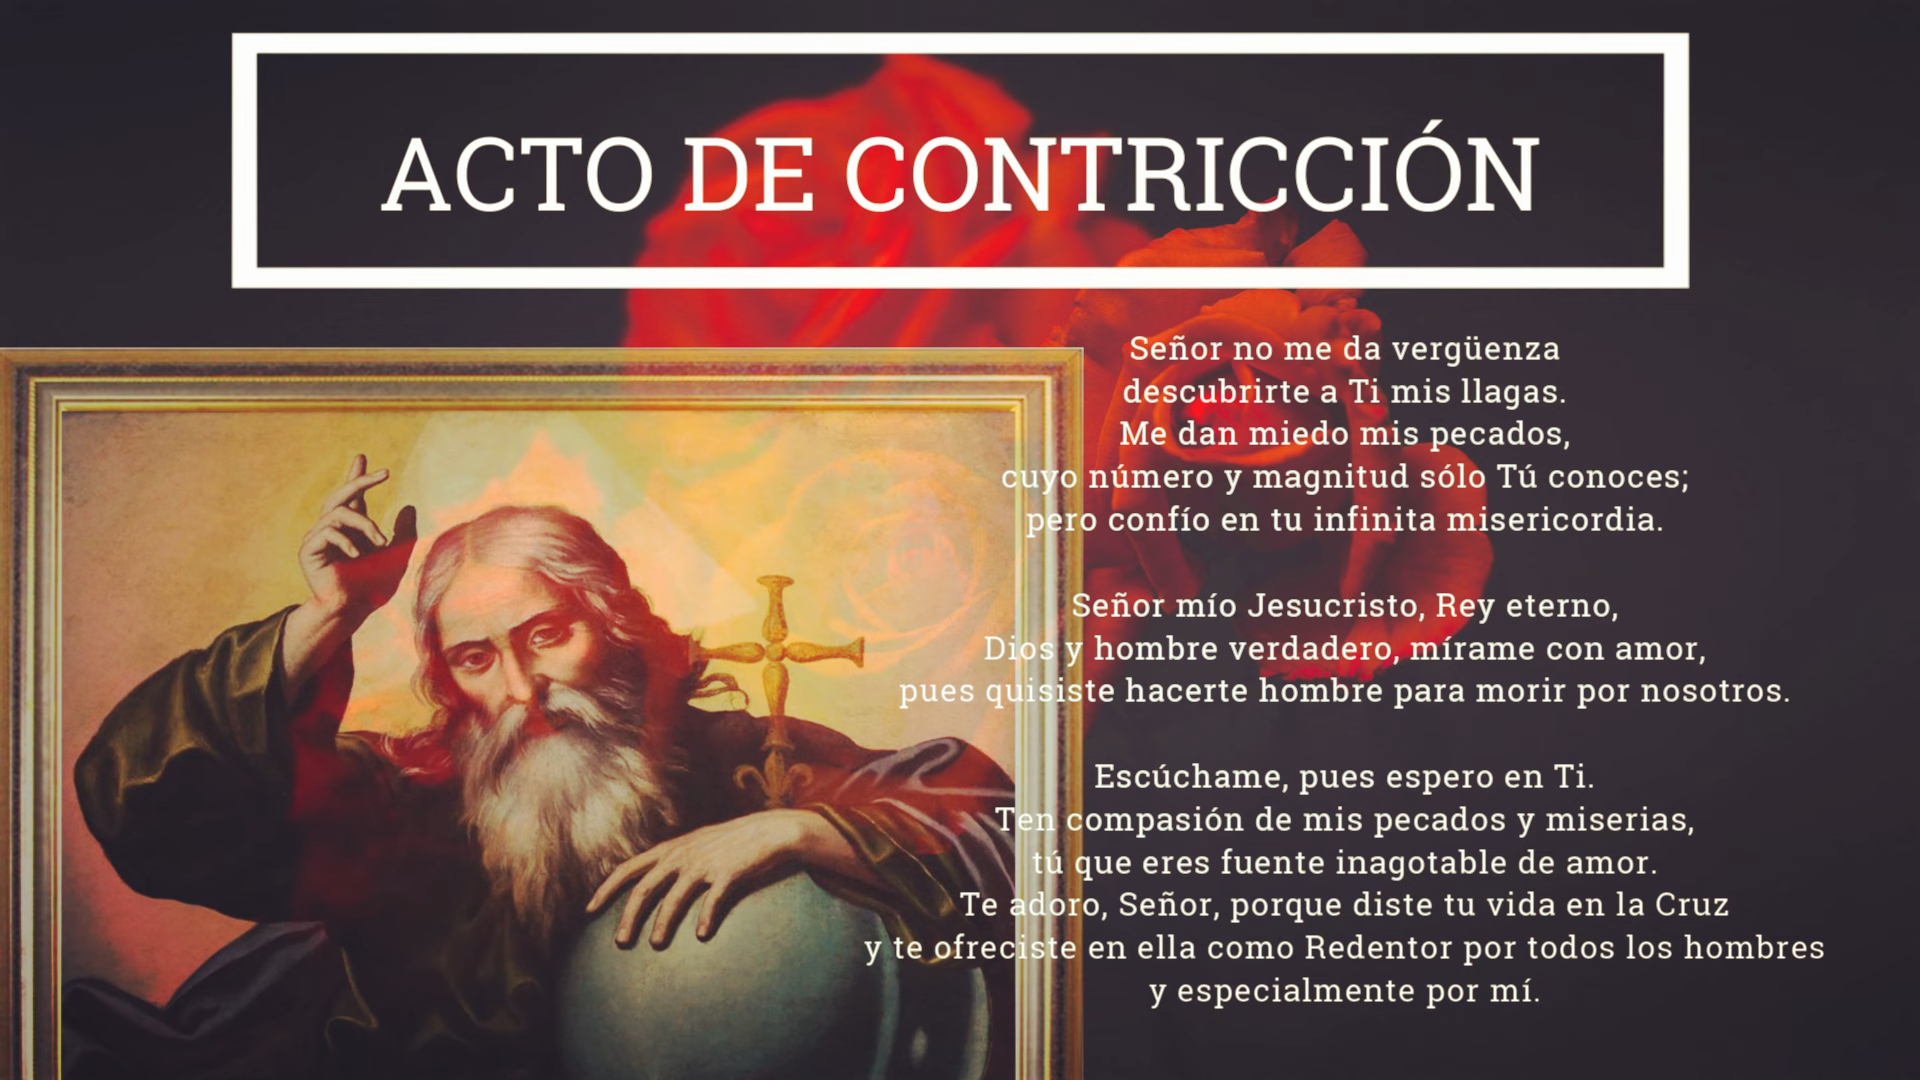 ACTO DE CONTRICCIÓN
Señor no me da vergüenza
descubrirte a Ti mis llagas.
Me dan miedo mis pecados,
cuyo número y magnitud sólo Tú conoces;
pero confío en tu infinita misericordia.
Señor mío Jesucristo, Rey eterno,
Dios y hombre verdadero, mírame con amor,
pues quisiste hacerte hombre para morir por nosotros.
Escúchame, pues espero en Ti.
Ten compasión de mis pecados y miserias,
tú que eres fuente inagotable de amor.
Te adoro, Señor, porque diste tu vida en la Cruz
y te ofreciste en ella como Redentor por todos los hombres
y especialmente por mí.